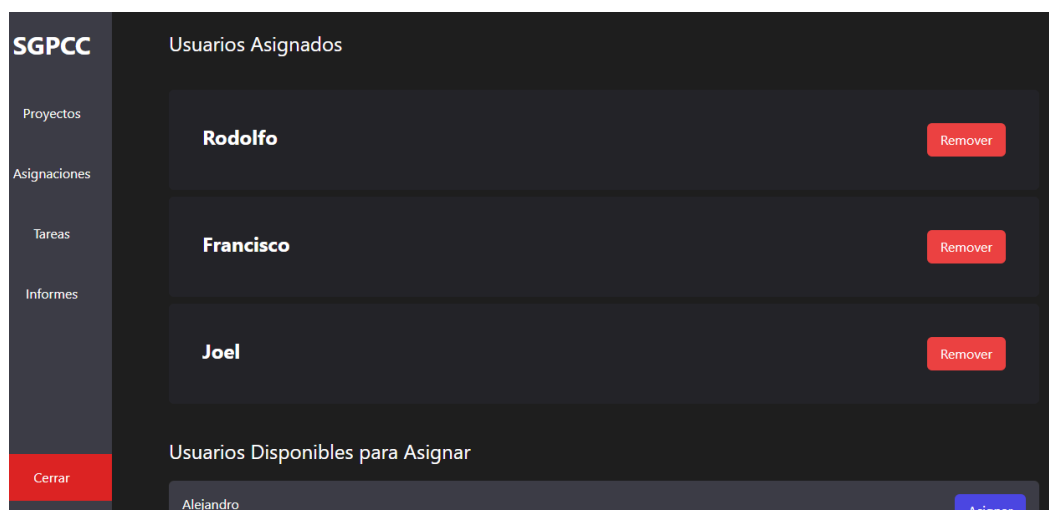 SGPCC
Proyectos
Asignaciones
Tareas
Informes
Cerrar
Usuarios Asignados
Rodolfo
Remover
Francisco
Remover
Joel
Remover
Usuarios Disponibles para Asignar
Alejandro
Asignar